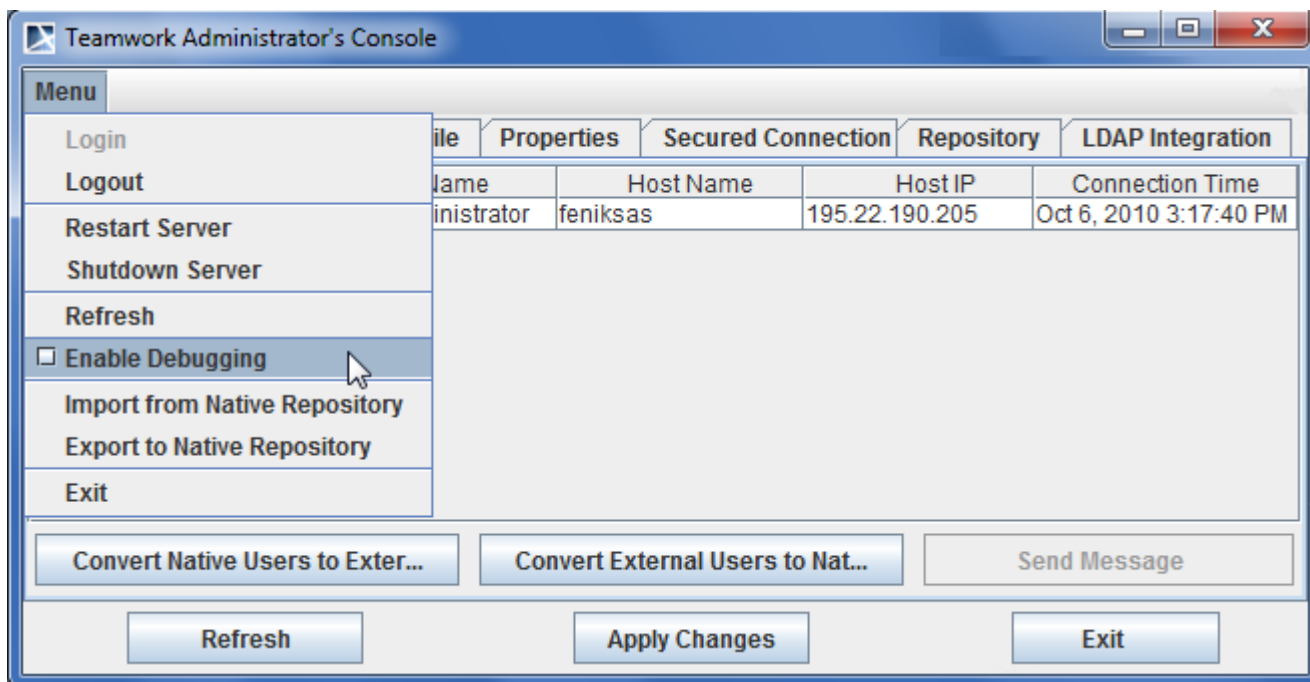 Teamwork Administrator's Console
Menu
Login
Logout
Restart Server
Shutdown Server
Refresh
Enable Debugging
Import from Native Repository
Export to Native Repository
Exit
ile Properties Secured Connection Repository LDAP Integration
Name Host Name Host IP Connection Time
inistrator feniksas 195.22.190.205 Oct 6, 2010 3:17:40 PM
Convert Native Users to Exter... Convert External Users to Nat... Send Message
Refresh Apply Changes Exit